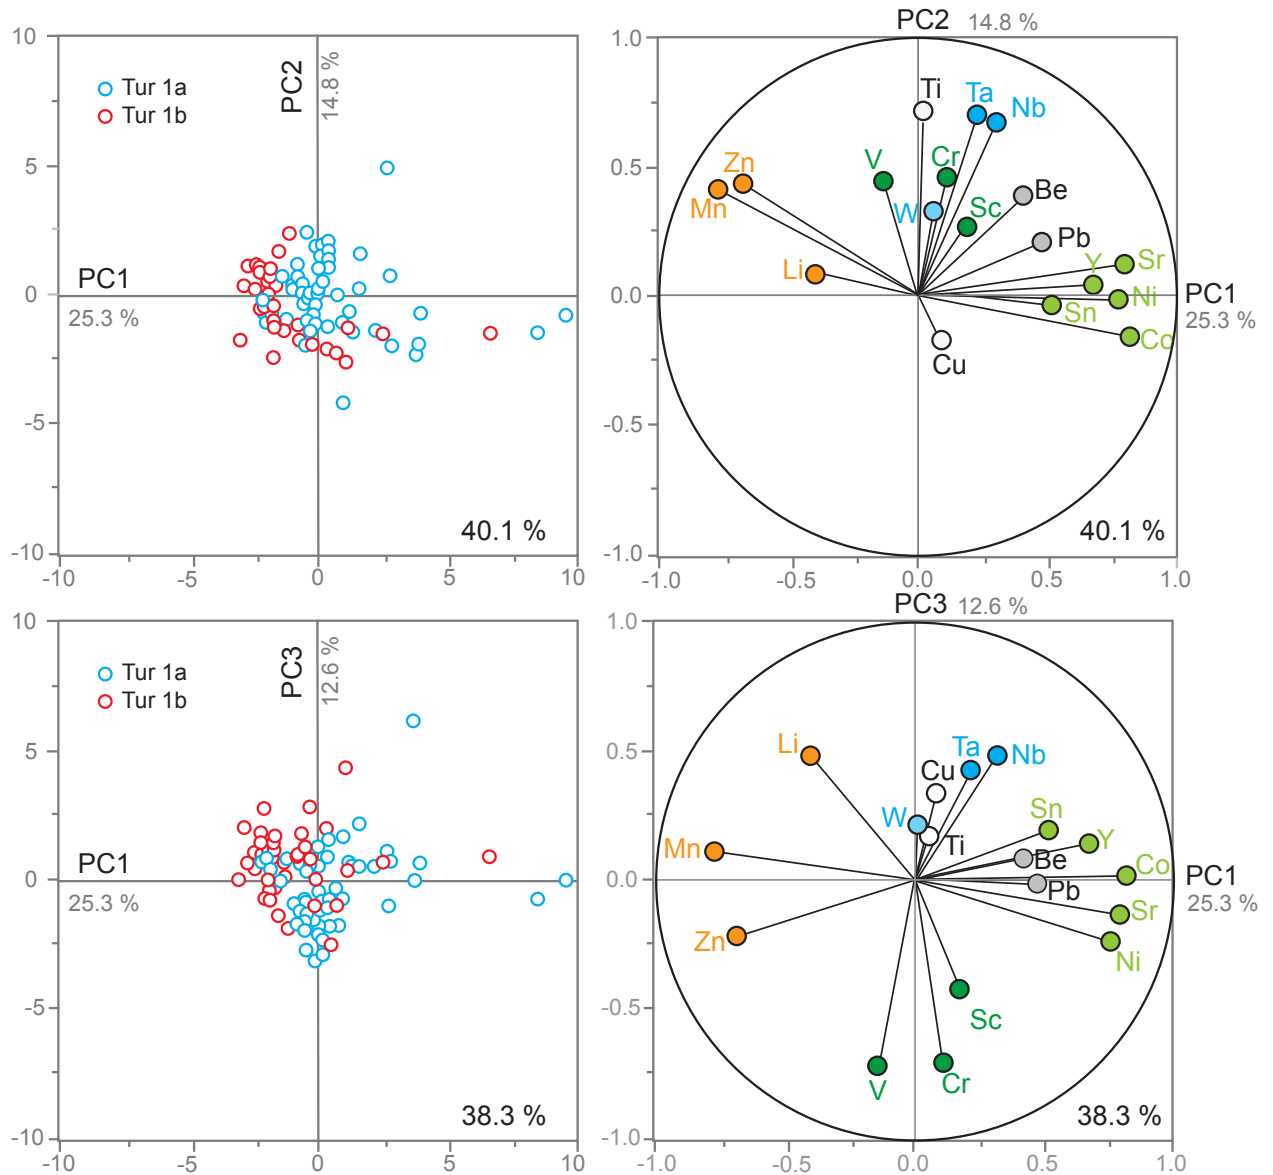 10
5
0
-5
-10
-10
-5
0
5
10
PC2
14.8 %
Tur 1a
Tur 1b
PC1
25.3 %
40.1 %
PC2 14.8 %
1.0
0.5
0.0
-0.5
-1.0
-1.0
-0.5
0.0
0.5
1.0
Ti
Ta
Nb
V
Cr
Zn
Mn
W
Sc
Be
Pb
Li
Y
Sr
Ni
Sn
Co
Cu
PC1
25.3 %
40.1 %
10
5
0
-5
-10
-10
-5
0
5
10
PC3
12.6 %
Tur 1a
Tur 1b
PC1
25.3 %
38.3 %
PC3 12.6 %
1.0
0.5
0.0
-0.5
-1.0
-1.0
-0.5
0.0
0.5
1.0
Li
Ta
Nb
Cu
W
Ti
Sn
Y
Mn
Be
Co
Pb
Sr
Zn
Ni
Sc
V
Cr
PC1
25.3 %
38.3 %